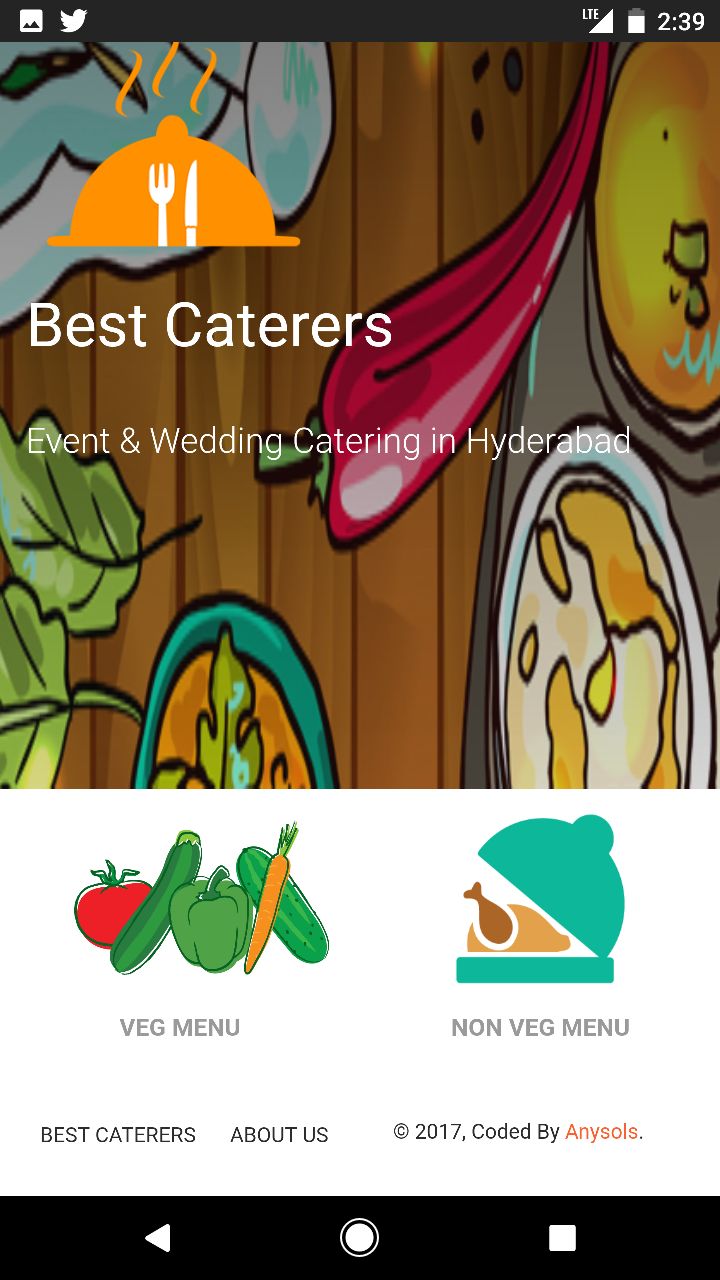 LTE 2:39
Best Caterers
Event & Wedding Catering in Hyderabad
VEG MENU NON VEG MENU
BEST CATERERS ABOUT US © 2017, Coded By Anysols.